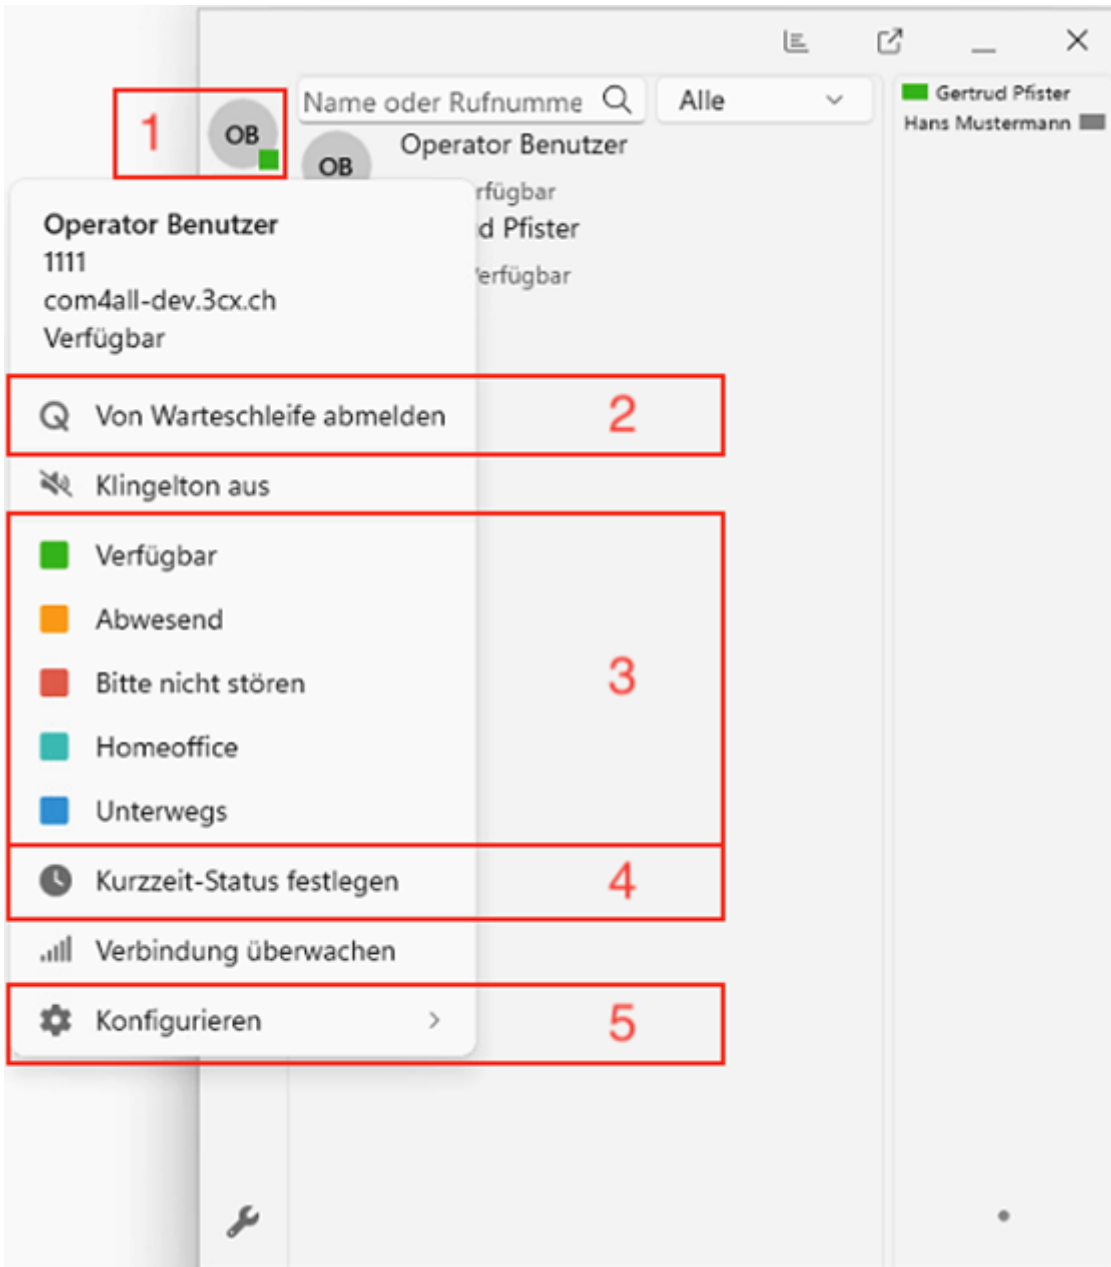 Name oder Rufnumme
Alle
Gertrud Pfister
Hans Mustermann
1
OB
OB
Operator Benutzer
rfügbar
d Pfister
erfügbar
Operator Benutzer
1111
com4all-dev.3cx.ch
Verfügbar
Von Warteschleife abmelden
2
Klingelton aus
Verfügbar
Abwesend
Bitte nicht stören
3
Homeoffice
Unterwegs
Kurzzeit-Status festlegen
4
Verbindung überwachen
Konfigurieren
5